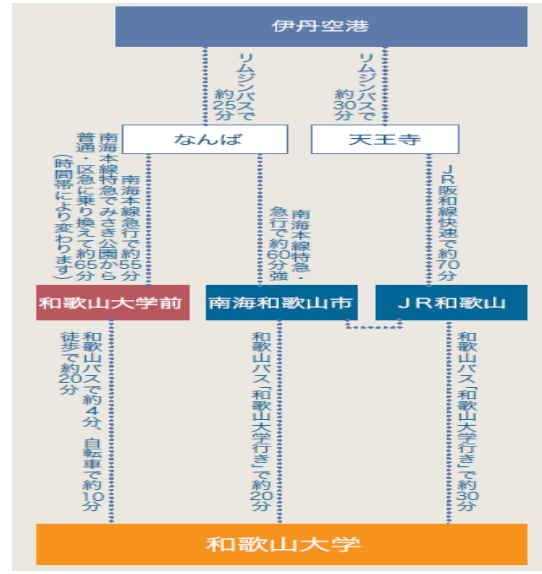 伊丹空港
リムジンバスで
約25分
リムジンバスで
約30分
なんば
天王寺
南海本線急行で約55分
南海本線特急でみさき公園から
普通・区急に乗り換えて約65分
(時間帯により変わります)
南海本線特急・
急行で約60分強
JR阪和線快速で約70分
和歌山大学前
南海和歌山市
JR和歌山
和歌山バスで約4分、自転車で約10分
徒歩で約20分
和歌山バス「和歌山大学行き」で約20分
和歌山バス「和歌山大学行き」で約30分
和歌山大学